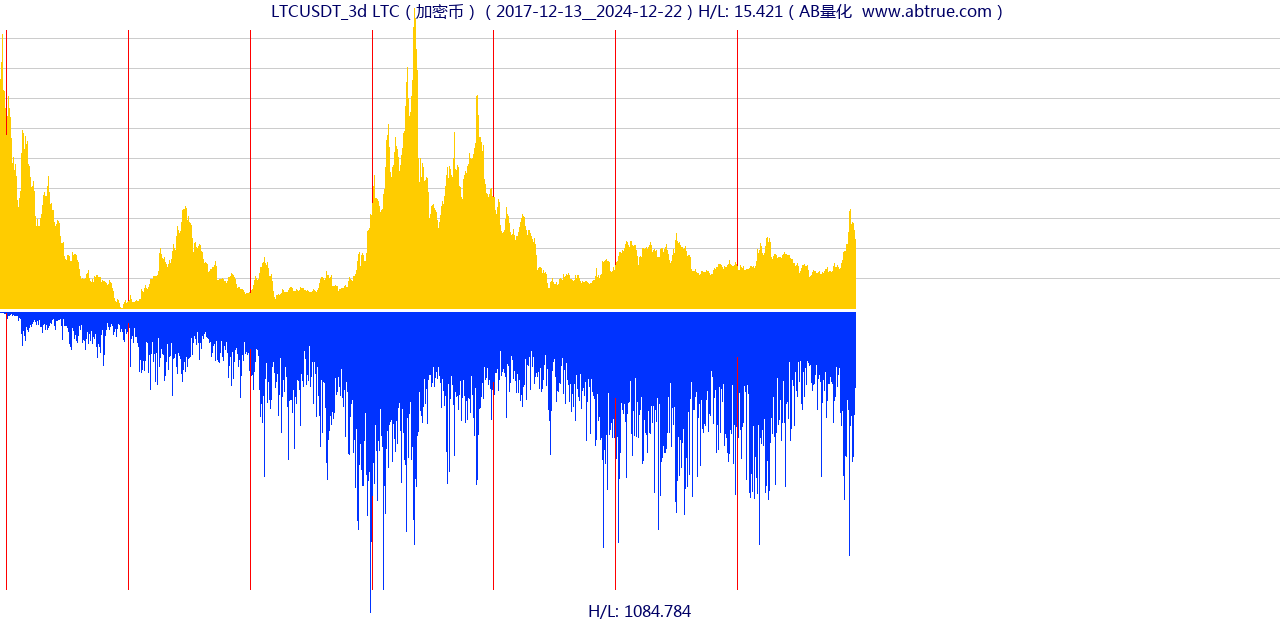 LTCUSDT_3d LTC（加密币）（2017-12-13__2024-12-22）H/L: 15.421（AB量化  www.abtrue.com）
H/L: 1084.784